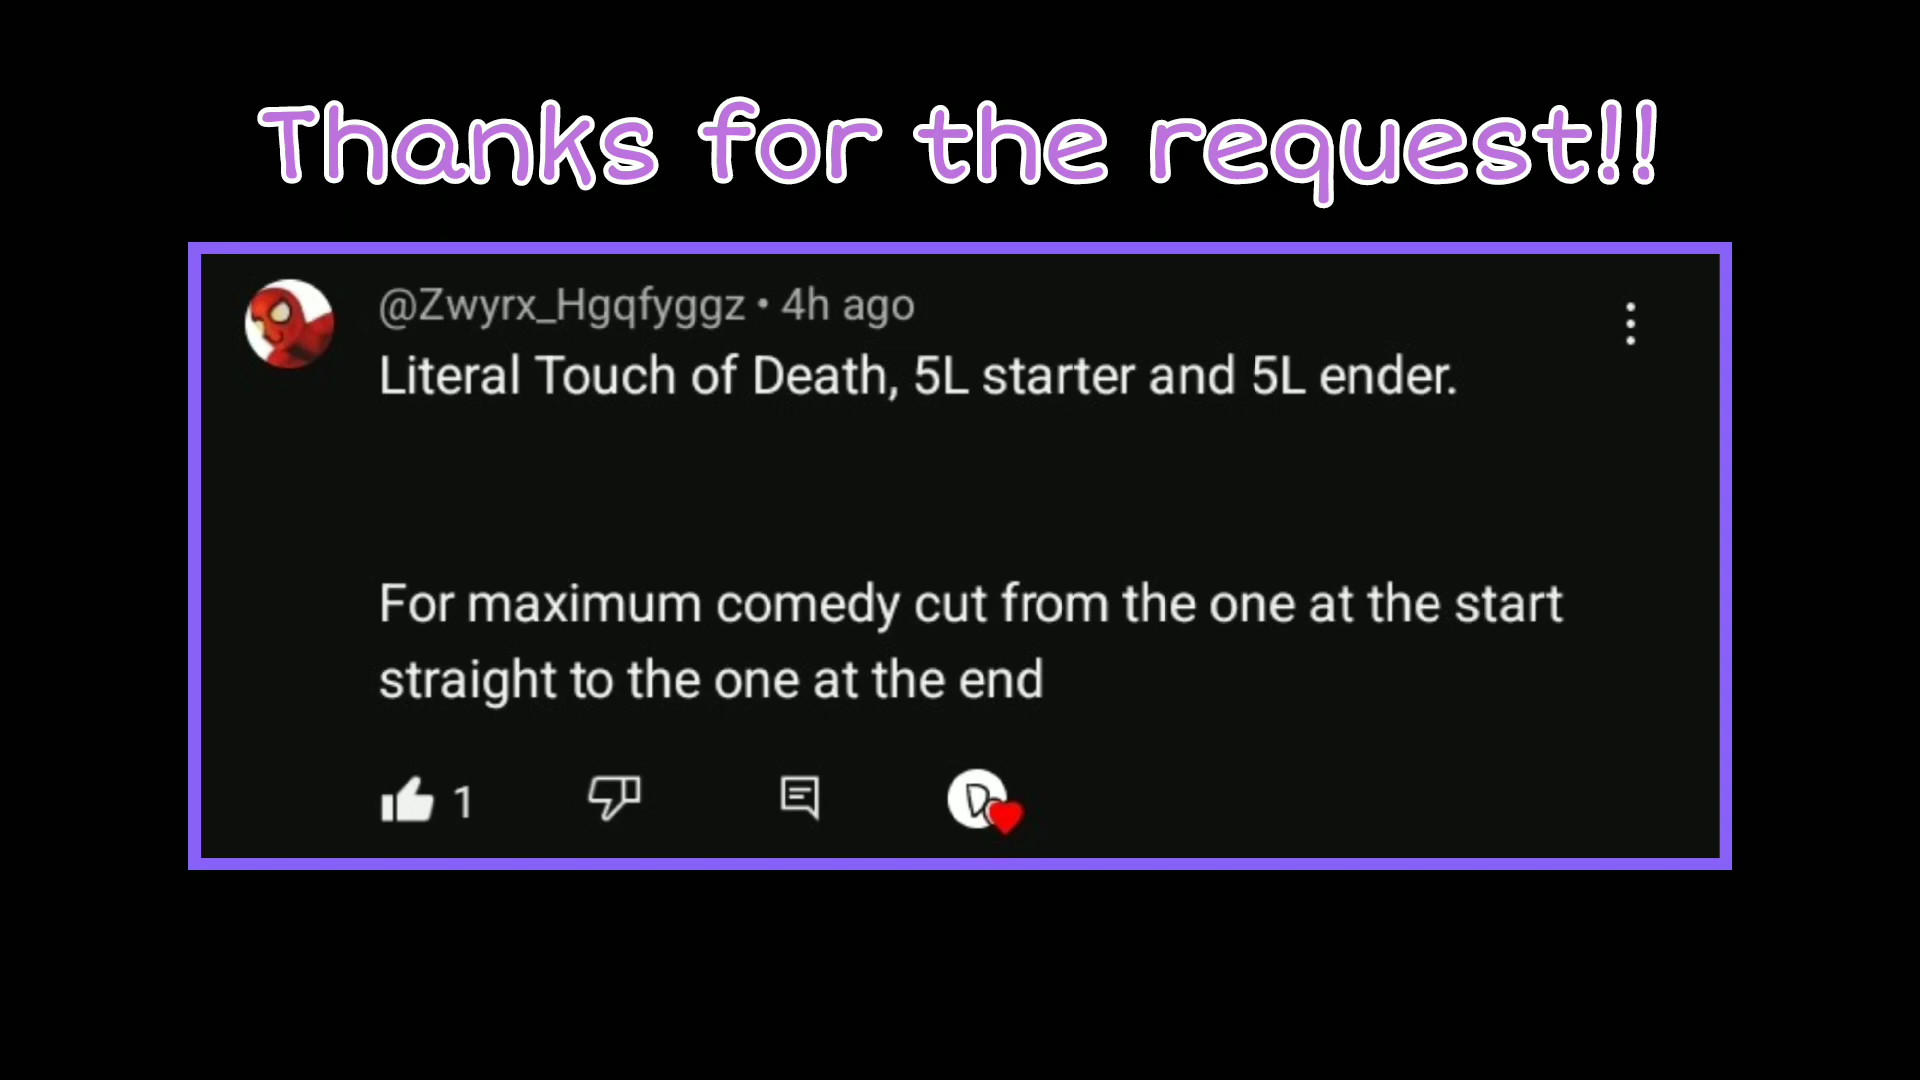 Thanks for the request!!
@Zwyrx_Hgqfyggz • 4h ago
Literal Touch of Death, 5L starter and 5L ender.
For maximum comedy cut from the one at the start
straight to the one at the end
1
D